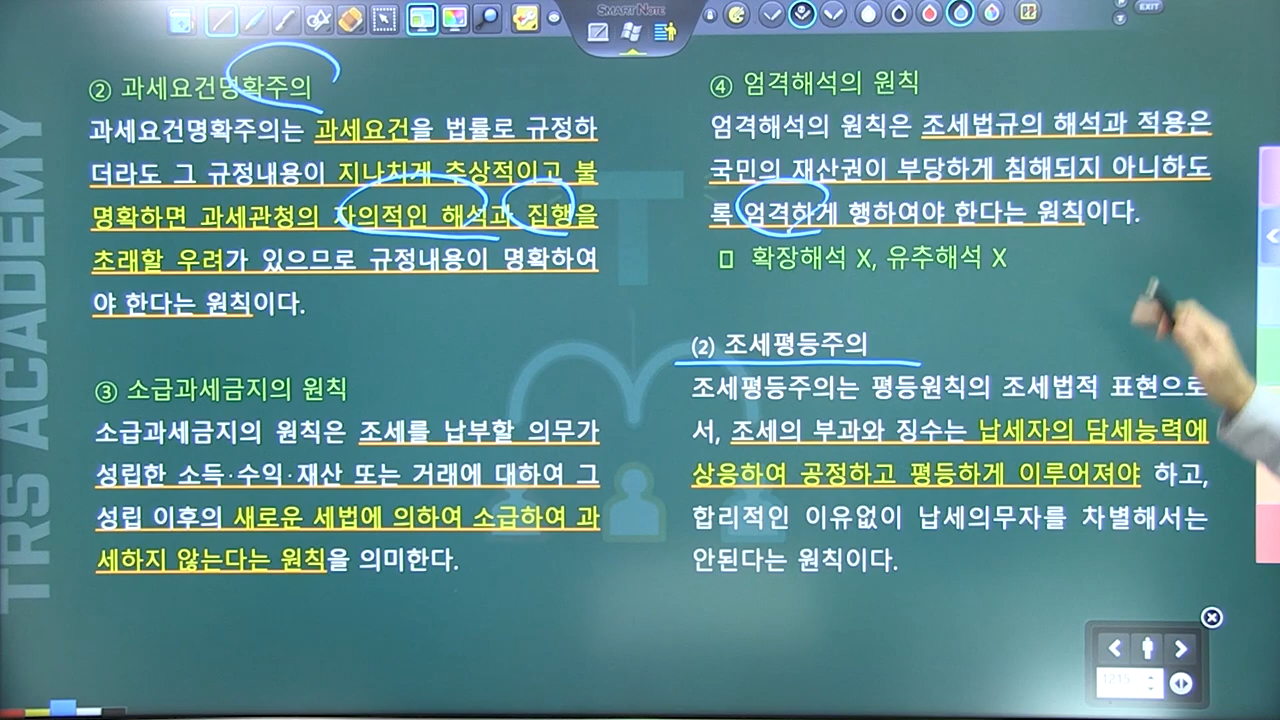 SMART NOTE
EXIT
② 과세요건명확주의
과세요건명확주의는 과세요건을 법률로 규정하
더라도 그 규정내용이 지나치게 추상적이고 불
명확하면 과세관청의 자의적인 해석과 집행을
초래할 우려가 있으므로 규정내용이 명확하여
야 한다는 원칙이다.
③ 소급과세금지의 원칙
소급과세금지의 원칙은 조세를 납부할 의무가
성립한 소득·수익·재산 또는 거래에 대하여 그
성립 이후의 새로운 세법에 의하여 소급하여 과
세하지 않는다는 원칙을 의미한다.
④ 엄격해석의 원칙
엄격해석의 원칙은 조세법규의 해석과 적용은
국민의 재산권이 부당하게 침해되지 아니하도
록 엄격하게 행하여야 한다는 원칙이다.
확장해석 X, 유추해석 X
(2) 조세평등주의
조세평등주의는 평등원칙의 조세법적 표현으로
서, 조세의 부과와 징수는 납세자의 담세능력에
상응하여 공정하고 평등하게 이루어져야 하고,
합리적인 이유없이 납세의무자를 차별해서는
안된다는 원칙이다.
TRS ACADEMY
1215